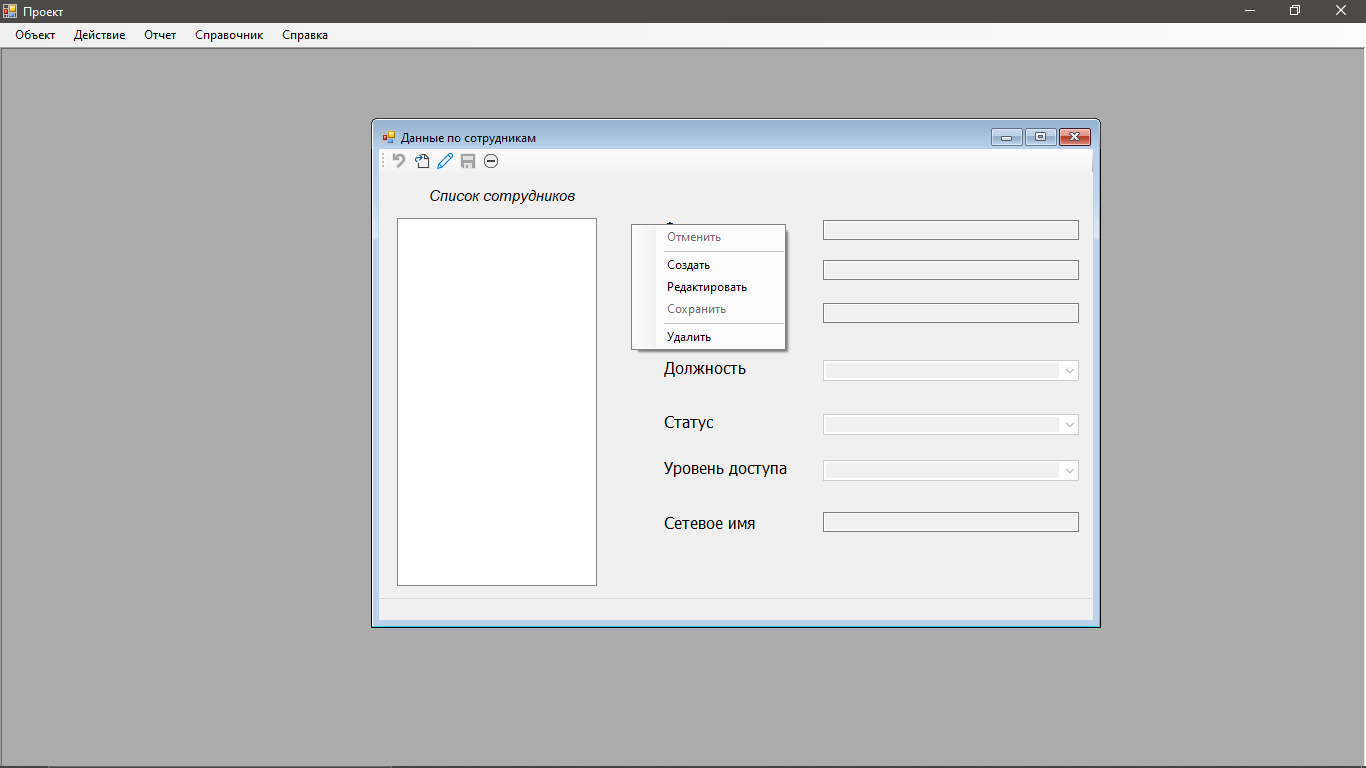 Проект
Объект Действие Отчет Справочник Справка
Данные по сотрудникам
Список сотрудников
Отменить
Создать
Редактировать
Сохранить
Удалить
Должность
Статус
Уровень доступа
Сетевое имя